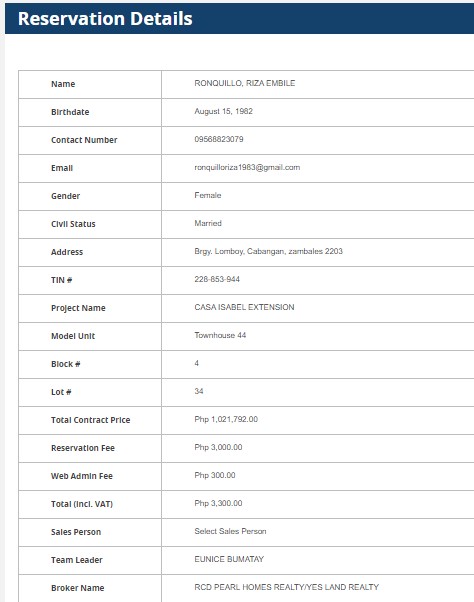 Reservation Details
Name RONQUILLO, RIZA EMBILE
Birthdate August 15, 1982
Contact Number 09568823079
Email ronquilloriza1983@gmail.com
Gender Female
Civil Status Married
Address Brgy. Lomboy, Cabangan, zambales 2203
TIN # 228-853-944
Project Name CASA ISABEL EXTENSION
Model Unit Townhouse 44
Block # 4
Lot # 34
Total Contract Price Php 1,021,792.00
Reservation Fee Php 3,000.00
Web Admin Fee Php 300.00
Total (incl. VAT) Php 3,300.00
Sales Person Select Sales Person
Team Leader EUNICE BUMATAY
Broker Name RCD PEARL HOMES REALTY/YES LAND REALTY